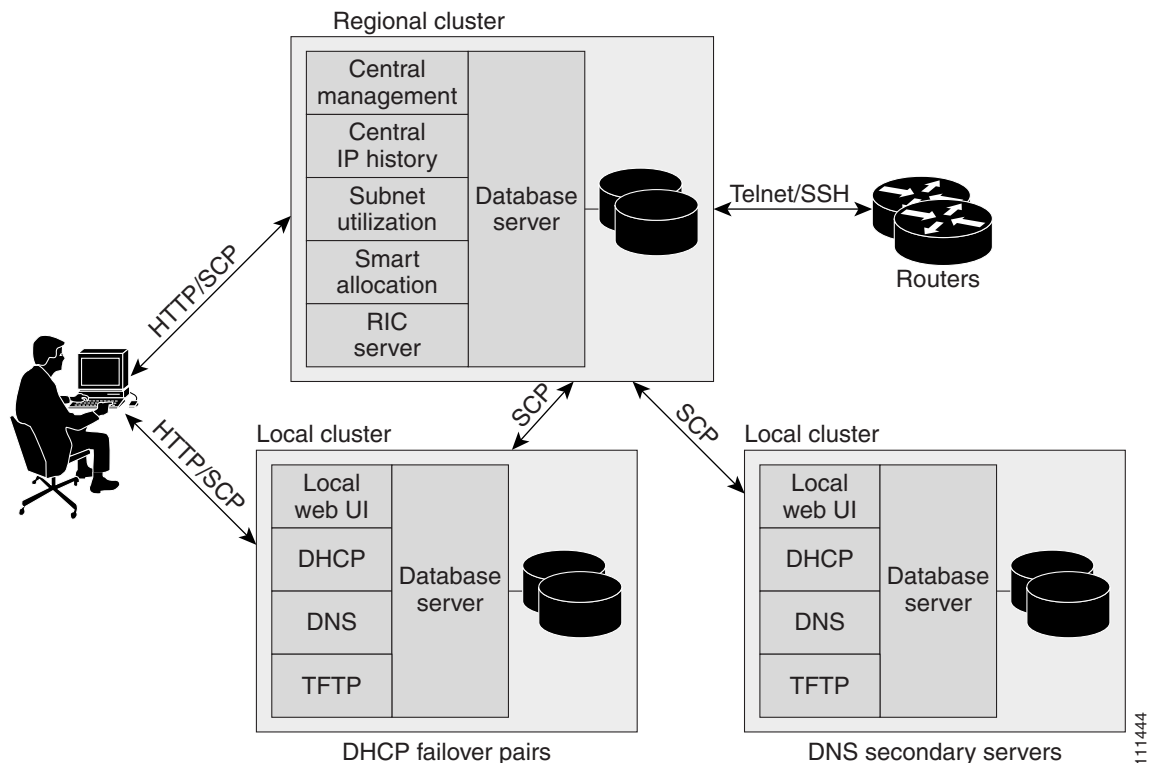 Regional cluster
Central
management
Central
IP history
Subnet
utilization
Smart
allocation
RIC
server
Database
server
Telnet/SSH
Routers
HTTP/SCP
HTTP/SCP
SCP
SCP
Local cluster
Local
web UI
DHCP
DNS
TFTP
Database
server
DHCP failover pairs
Local cluster
Local
web UI
DHCP
DNS
TFTP
Database
server
DNS secondary servers
111444